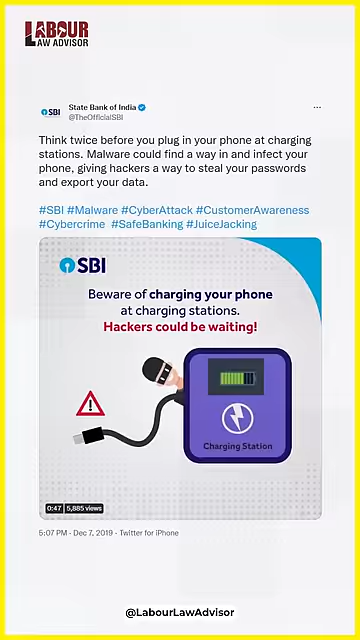 LABOUR
LAW ADVISOR
SBI
State Bank of India
@TheOfficialSBI
Think twice before you plug in your phone at charging
stations. Malware could find a way in and infect your
phone, giving hackers a way to steal your passwords
and export your data.
#SBI #Malware #CyberAttack #CustomerAwareness
#Cybercrime #SafeBanking #JuiceJacking
SBI
Beware of charging your phone
at charging stations.
Hackers could be waiting!
Charging Station
0:47 5,885 views
5:07 PM · Dec 7, 2019 · Twitter for iPhone
@LabourLawAdvisor